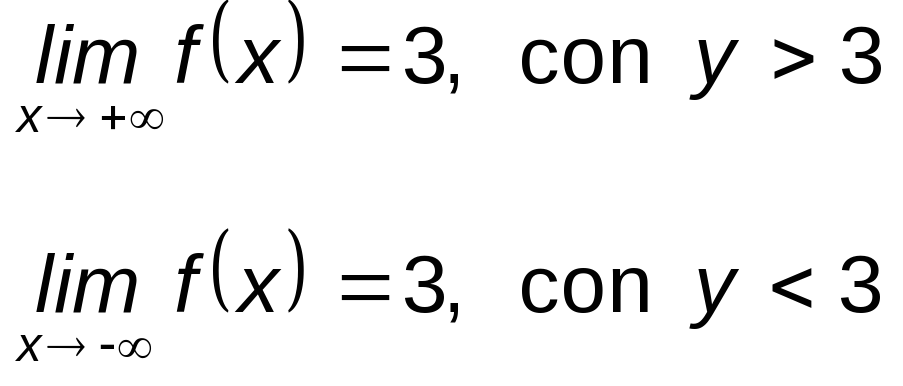 lim f(x) = 3, con y > 3
x→ +∞
lim f(x) = 3, con y < 3
x→ -∞